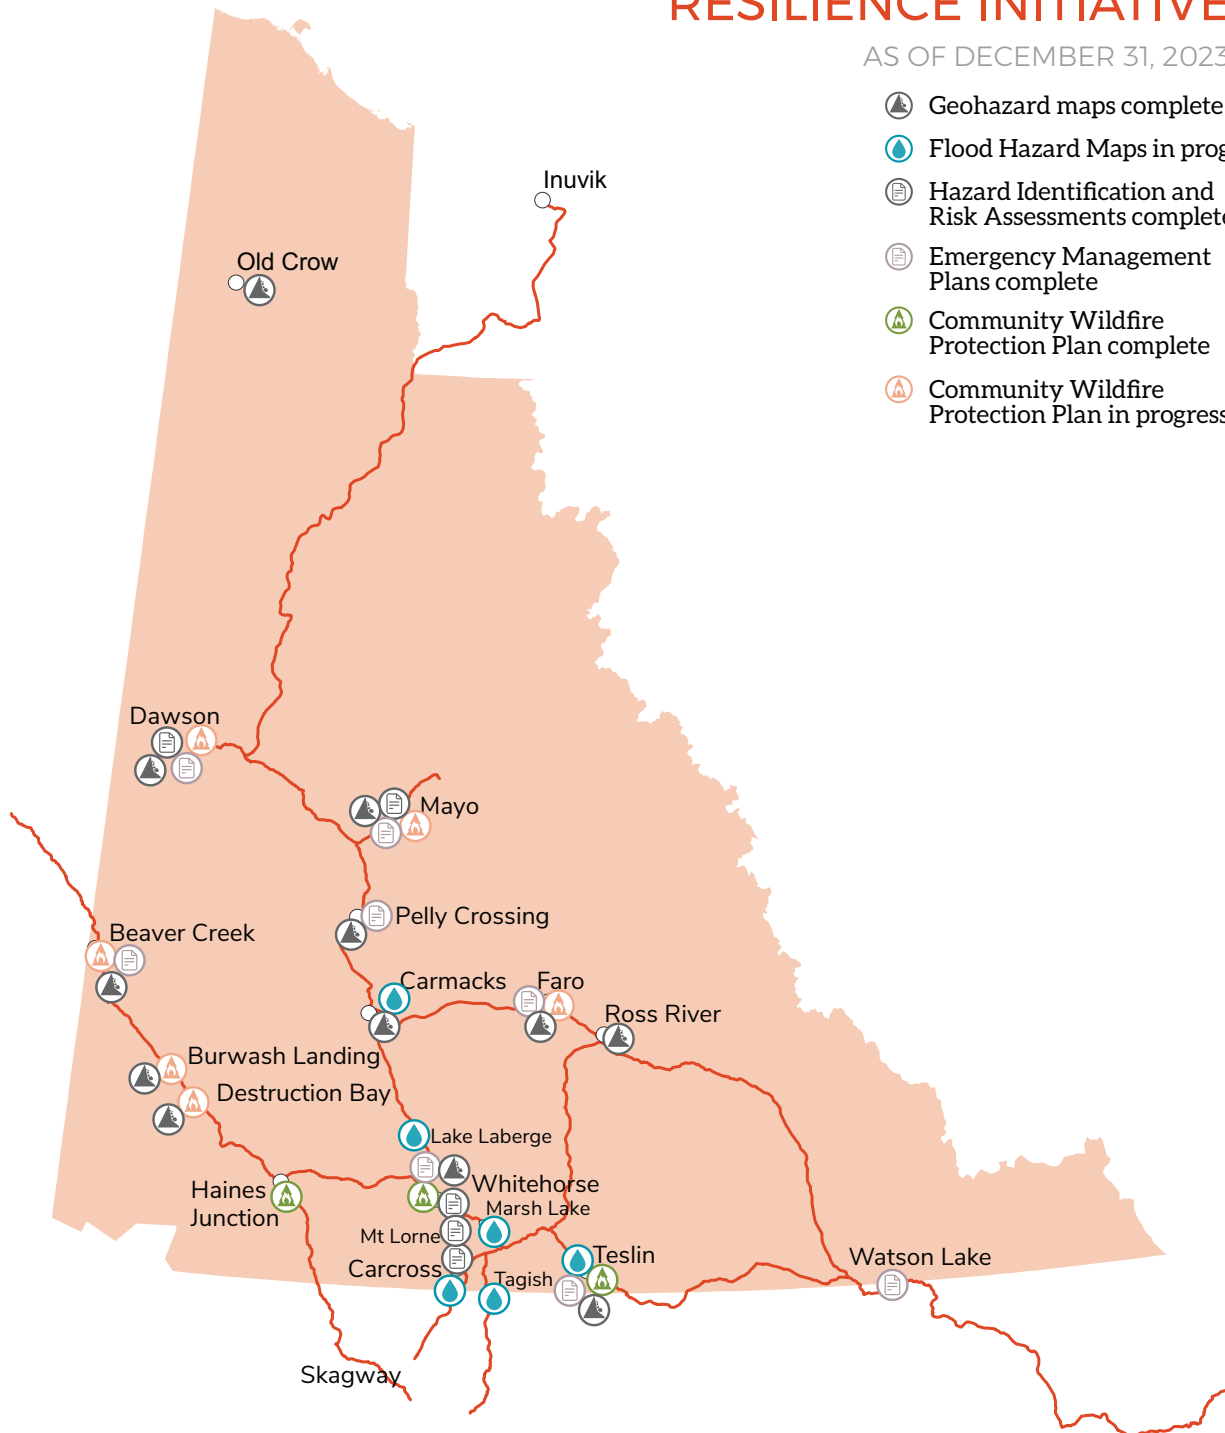 RESILIENCE INITIATIVE
AS OF DECEMBER 31, 2023
Geohazard maps complete
Flood Hazard Maps in prog
Hazard Identification and
Risk Assessments complete
Emergency Management
Plans complete
Community Wildfire
Protection Plan complete
Community Wildfire
Protection Plan in progress
Inuvik
Old Crow
Dawson
Mayo
Pelly Crossing
Beaver Creek
Carmacks
Faro
Ross River
Burwash Landing
Destruction Bay
Lake Laberge
Haines
Junction
Whitehorse
Marsh Lake
Mt Lorne
Carcross
Tagish
Teslin
Watson Lake
Skagway